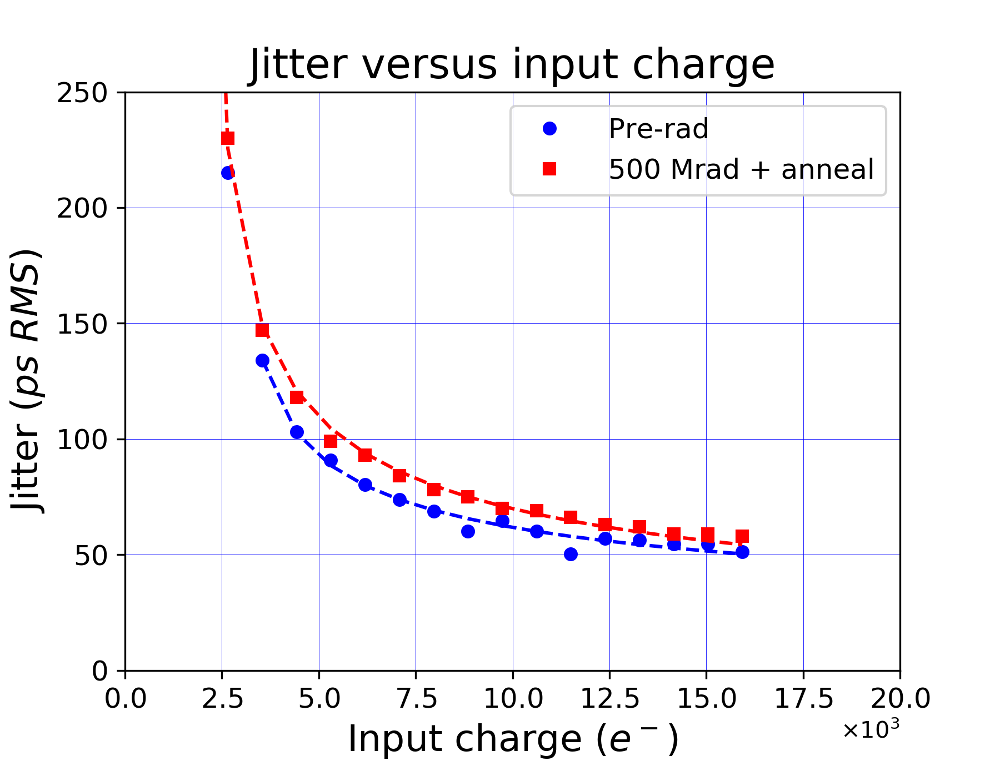 Jitter versus input charge
Pre-rad
500 Mrad + anneal
Jitter (ps RMS)
250
200
150
100
50
0
0.0 2.5 5.0 7.5 10.0 12.5 15.0 17.5 20.0
×10³
Input charge (e⁻)